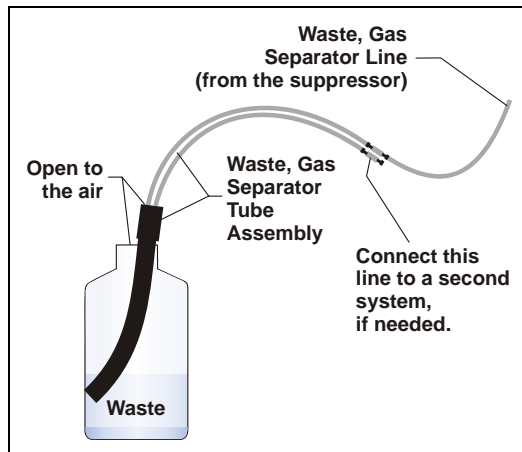 Waste, Gas
Separator Line
(from the suppressor)
Open to
the air
Waste, Gas
Separator
Tube
Assembly
Connect this
line to a second
system,
if needed.
Waste